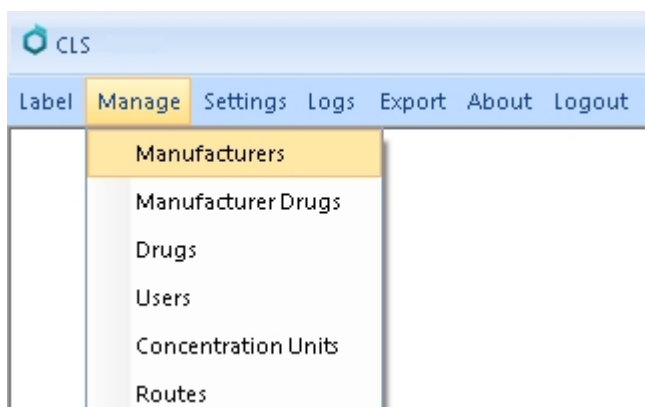 CLS
Label Manage Settings Logs Export About Logout
Manufacturers
Manufacturer Drugs
Drugs
Users
Concentration Units
Routes